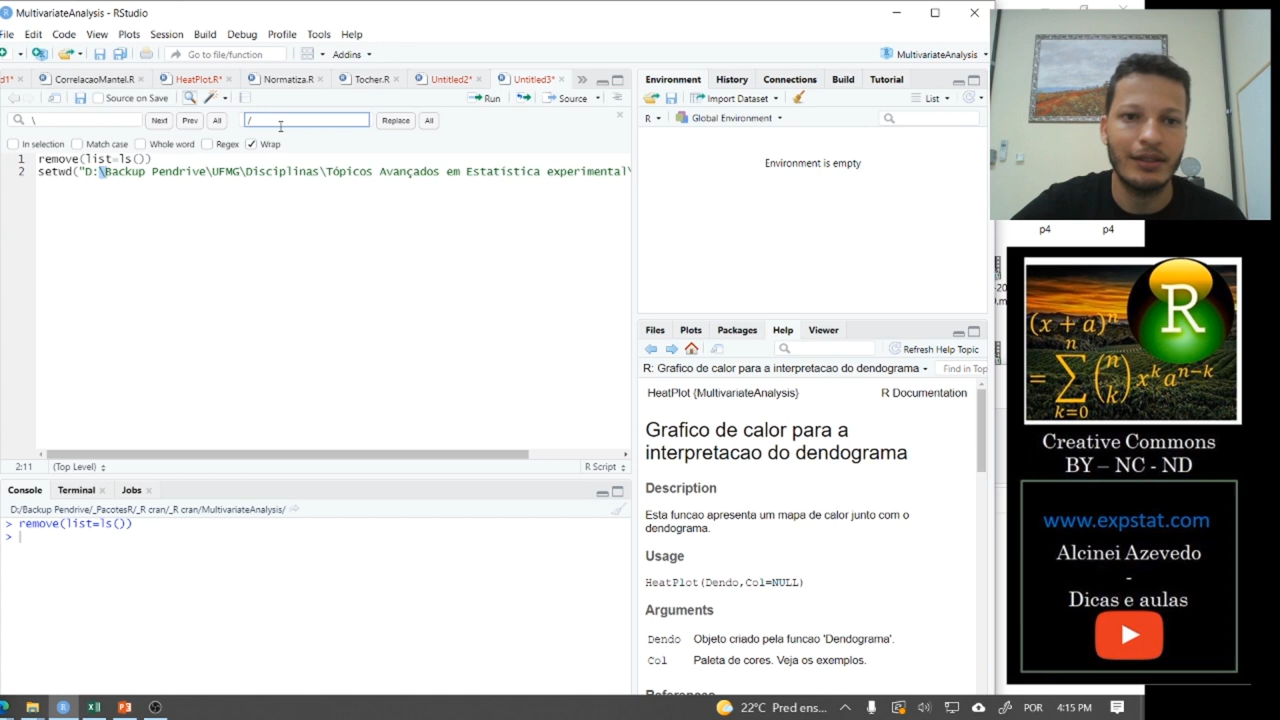 MultivariateAnalysis - RStudio
File Edit Code View Plots Session Build Debug Profile Tools Help
Go to file/function
Addins
MultivariateAnalysis
CorrelacaoMantel.R
HeatPlot.R*
Normatiza.R
Tocher.R
Untitled2*
Untitled3*
Source on Save
Run
Source
\
Next
Prev
All
/
Replace
All
In selection
Match case
Whole word
Regex
Wrap
1 remove(list=ls())
2 setwd("D:\Backup Pendrive\UFMG\Disciplinas\Tópicos Avançados em Estatistica experimental\
2:11
(Top Level)
R Script
Console
Terminal
Jobs
D:/Backup Pendrive/_PacotesR/_R cran/_R cran/MultivariateAnalysis/
> remove(list=ls())
>
Environment
History
Connections
Build
Tutorial
Import Dataset
List
R
Global Environment
Environment is empty
Files
Plots
Packages
Help
Viewer
Refresh Help Topic
R: Grafico de calor para a interpretacao do dendograma
Find in Top
HeatPlot {MultivariateAnalysis}
R Documentation
Grafico de calor para a
interpretacao do dendograma
Description
Esta funcao apresenta um mapa de calor junto com o
dendograma.
Usage
HeatPlot(Dendo,Col=NULL)
Arguments
Dendo Objeto criado pela funcao 'Dendograma'.
Col Paleta de cores. Veja os exemplos.
p4
p4
R
(x + a)^n
= ∑ k=0 n (n k) x^k a^n-k
Creative Commons
BY – NC - ND
www.expstat.com
Alcinei Azevedo
-
Dicas e aulas
22°C Pred ens...
POR
4:15 PM